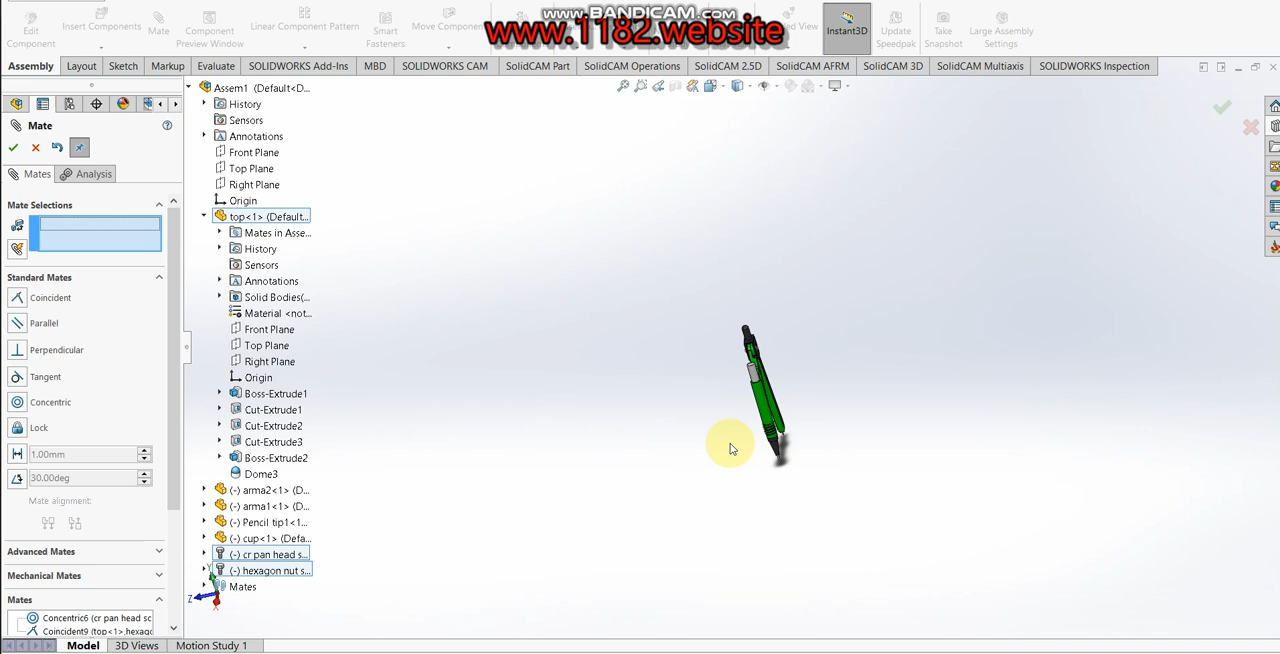 www.BANDICAM.com
www.1182.website
Edit Component
Insert Components
Mate
Component Preview Window
Linear Component Pattern
Smart Fasteners
Move Component
Instant3D
Update Speedpak
Take Snapshot
Large Assembly Settings
Assembly
Layout
Sketch
Markup
Evaluate
SOLIDWORKS Add-Ins
MBD
SOLIDWORKS CAM
SolidCAM Part
SolidCAM Operations
SolidCAM 2.5D
SolidCAM AFRM
SolidCAM 3D
SolidCAM Multiaxis
SOLIDWORKS Inspection
Mate
Mates
Analysis
Mate Selections
Standard Mates
Coincident
Parallel
Perpendicular
Tangent
Concentric
Lock
1.00mm
30.00deg
Mate alignment:
Advanced Mates
Mechanical Mates
Mates
Concentric6 (cr pan head sc
Coincident9 (top<1>,hexago
Assem1 (Default<D...
History
Sensors
Annotations
Front Plane
Top Plane
Right Plane
Origin
top<1> (Default...
Mates in Asse...
History
Sensors
Annotations
Solid Bodies(...
Material <not...
Front Plane
Top Plane
Right Plane
Origin
Boss-Extrude1
Cut-Extrude1
Cut-Extrude2
Cut-Extrude3
Boss-Extrude2
Dome3
(-) arma2<1> (D...
(-) arma1<1> (D...
(-) Pencil tip1<1...
(-) cup<1> (Defa...
(-) cr pan head s...
(-) hexagon nut s...
Mates
Y
Z
X
Model
3D Views
Motion Study 1